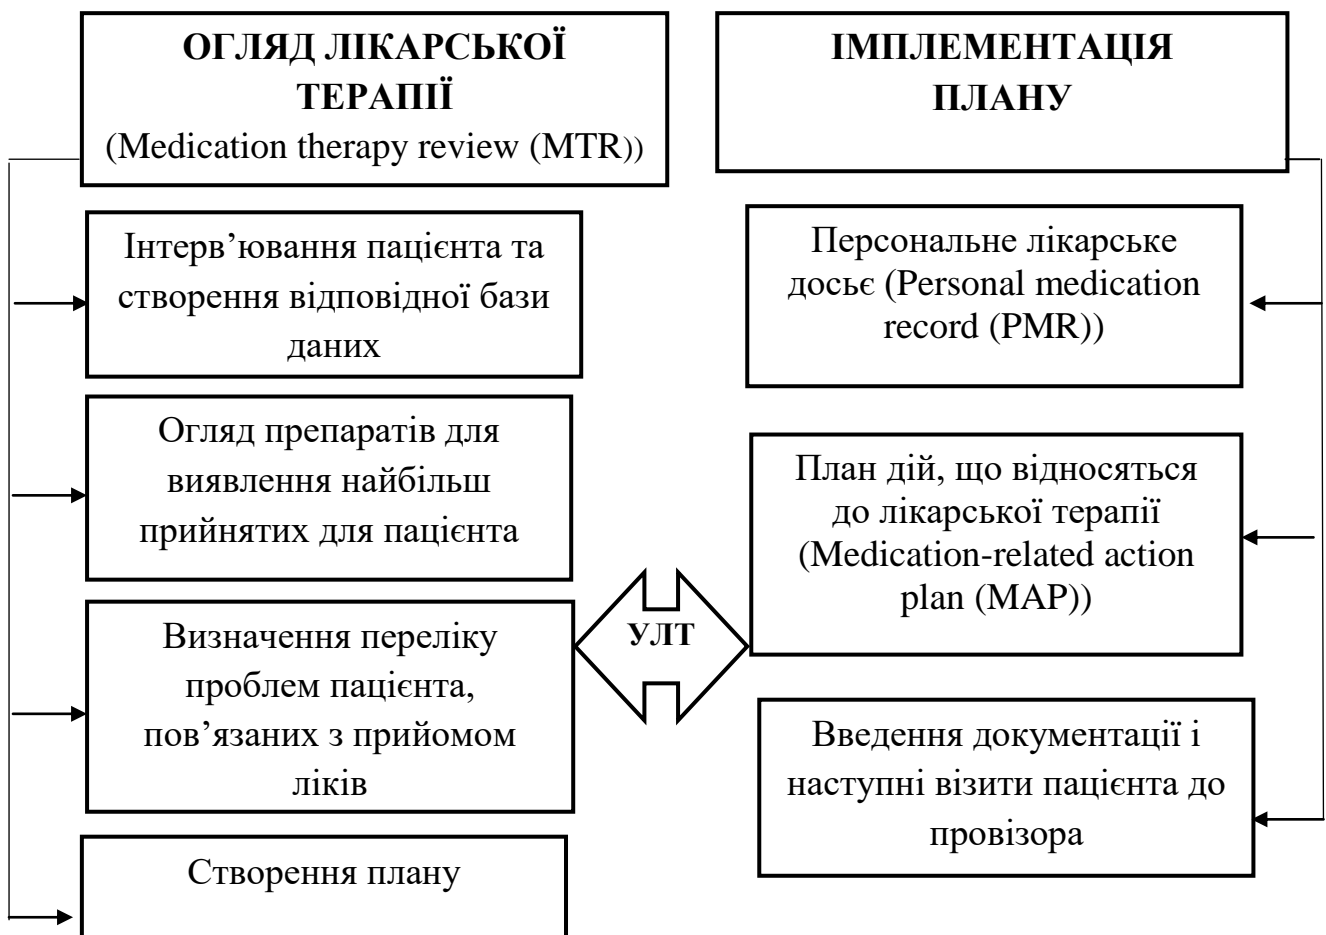 ОГЛЯД ЛІКАРСЬКОЇ
ТЕРАПІЇ
(Medication therapy review (MTR))
Інтерв’ювання пацієнта та
створення відповідної бази
даних
Огляд препаратів для
виявлення найбільш
прийнятих для пацієнта
Визначення переліку
проблем пацієнта,
пов’язаних з прийомом
ліків
Створення плану
УЛТ
ІМПЛЕМЕНТАЦІЯ
ПЛАНУ
Персональне лікарське
досьє (Personal medication
record (PMR))
План дій, що відносяться
до лікарської терапії
(Medication-related action
plan (MAP))
Введення документації і
наступні візити пацієнта до
провізора